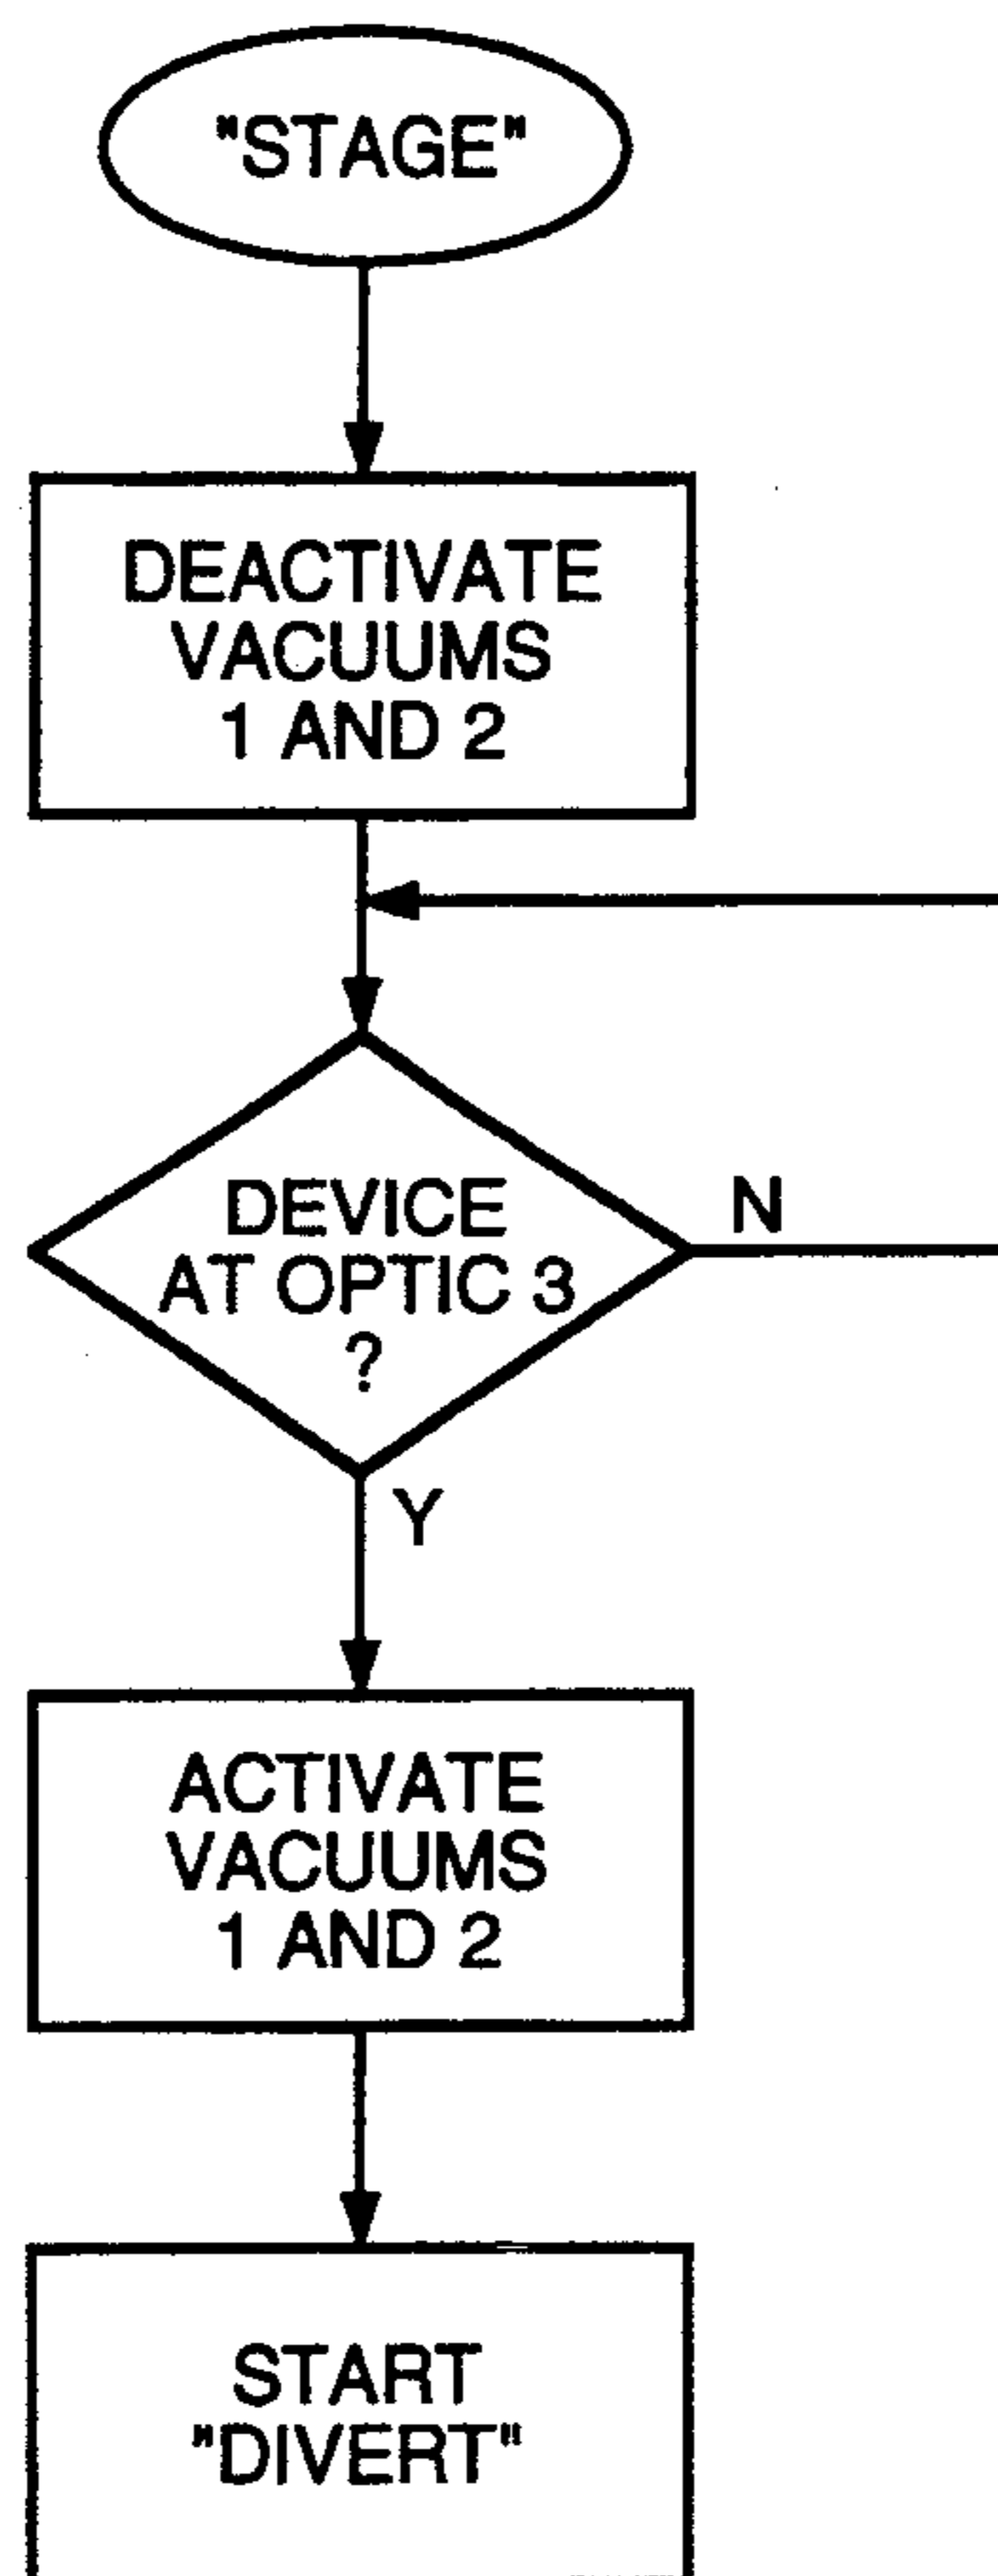 "STAGE"
DEACTIVATE
VACUUMS
1 AND 2
DEVICE
AT OPTIC 3
?
N
Y
ACTIVATE
VACUUMS
1 AND 2
START
"DIVERT"